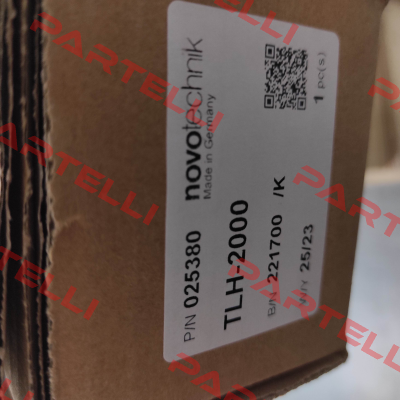 P/N 025380 novotechnik
Made in Germany
TLH-2000
B/N 221700 /K
W/Y 25/23
1 pc(s)
PARTELLI
PARTELLI
PARTELLI
PARTELLI